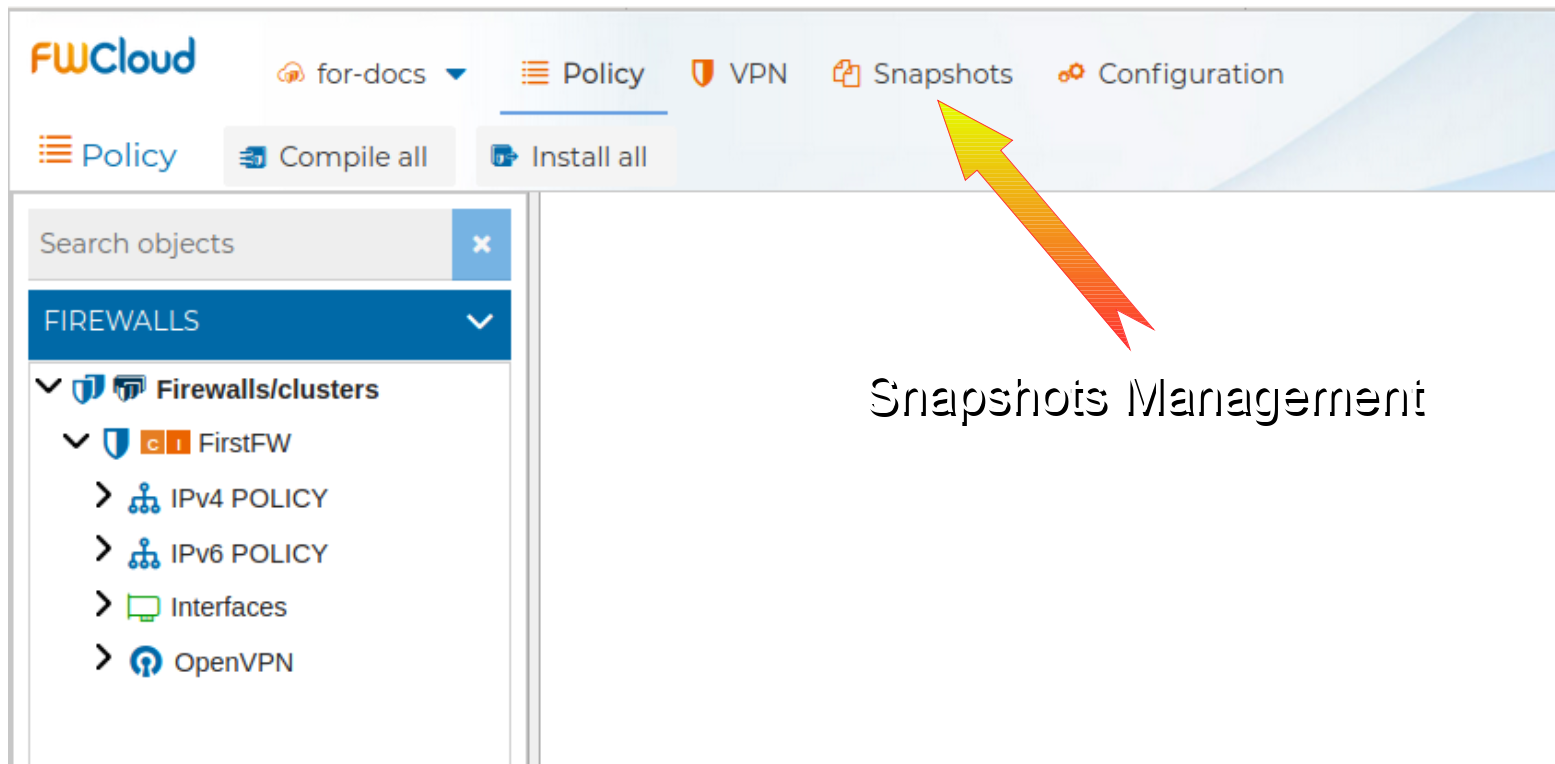 FWCloud
for-docs
Policy
VPN
Snapshots
Configuration
Policy
Compile all
Install all
Search objects
FIREWALLS
Firewalls/clusters
C I FirstFW
IPv4 POLICY
IPv6 POLICY
Interfaces
OpenVPN
Snapshots Management